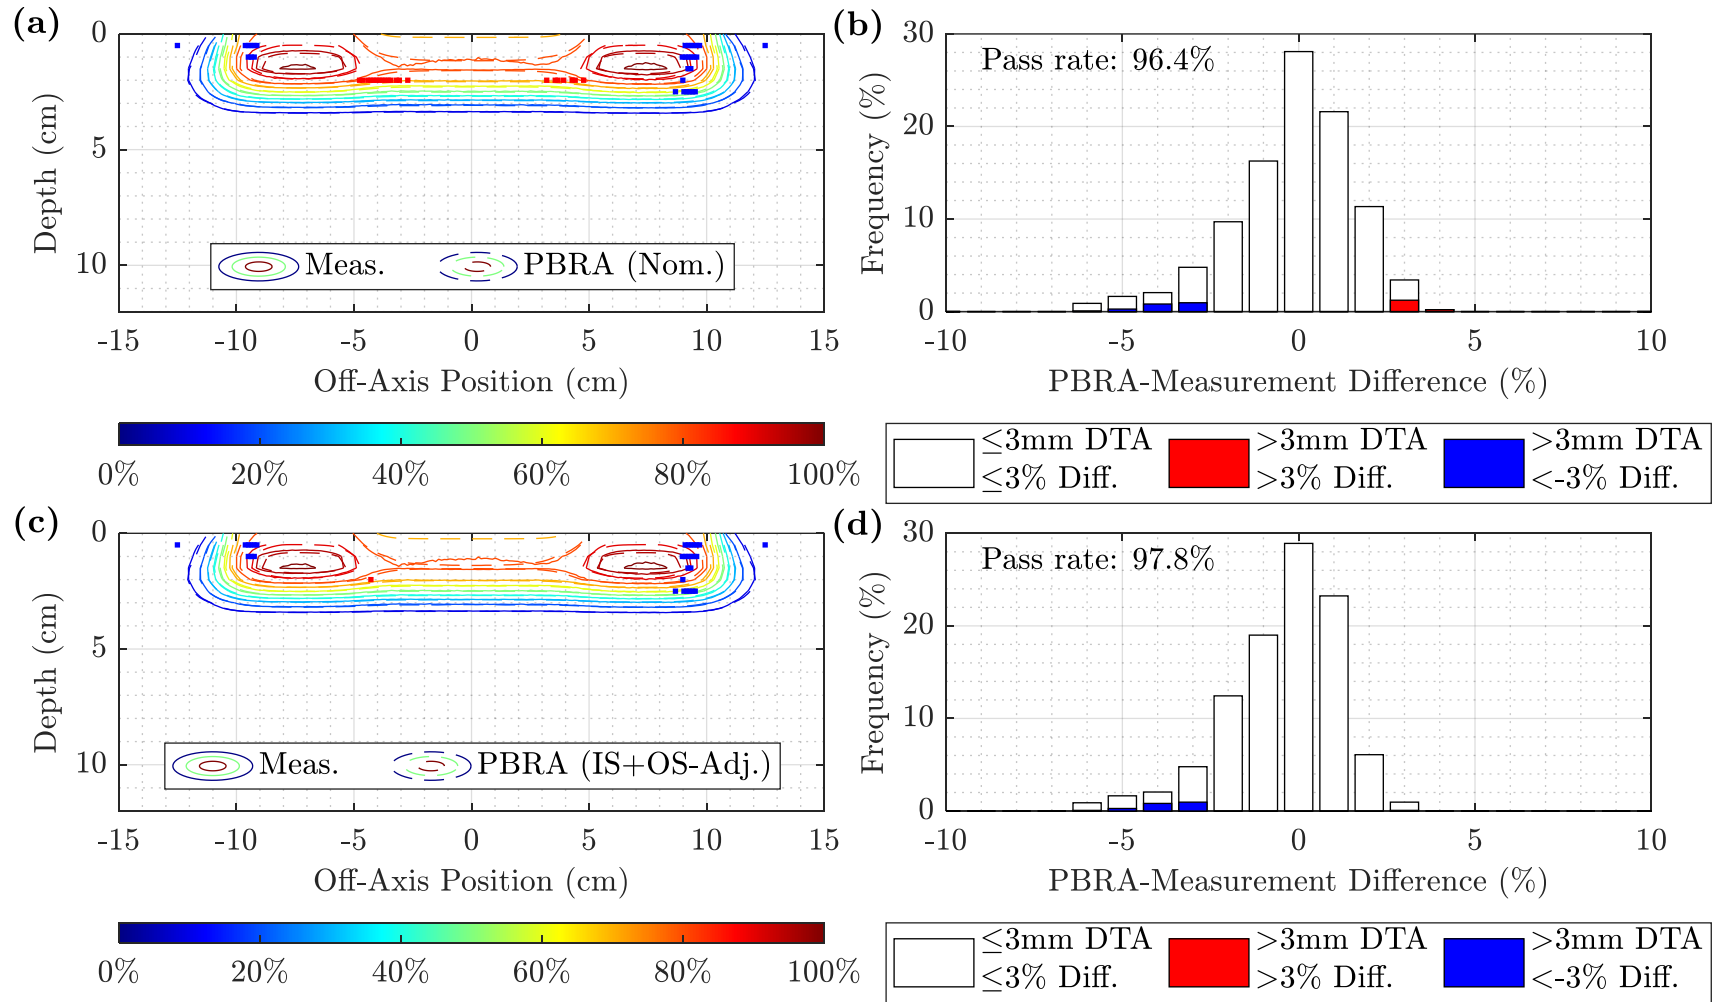 (a)
0
5
10
Depth (cm)
Meas.
PBRA (Nom.)
-15
-10
-5
0
5
10
15
Off-Axis Position (cm)
0%
20%
40%
60%
80%
100%
(b)
30
20
10
0
Frequency (%)
Pass rate: 96.4%
-10
-5
0
5
10
PBRA-Measurement Difference (%)
≤3mm DTA
≤3% Diff.
>3mm DTA
>3% Diff.
>3mm DTA
<-3% Diff.
(c)
0
5
10
Depth (cm)
Meas.
PBRA (IS+OS-Adj.)
-15
-10
-5
0
5
10
15
Off-Axis Position (cm)
0%
20%
40%
60%
80%
100%
(d)
30
20
10
0
Frequency (%)
Pass rate: 97.8%
-10
-5
0
5
10
PBRA-Measurement Difference (%)
≤3mm DTA
≤3% Diff.
>3mm DTA
>3% Diff.
>3mm DTA
<-3% Diff.